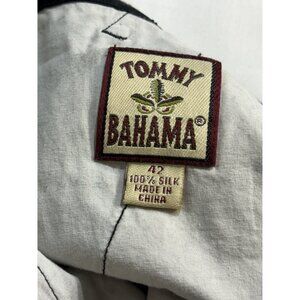 TOMMY
BAHAMA®
42
100% SILK
MADE IN
CHINA